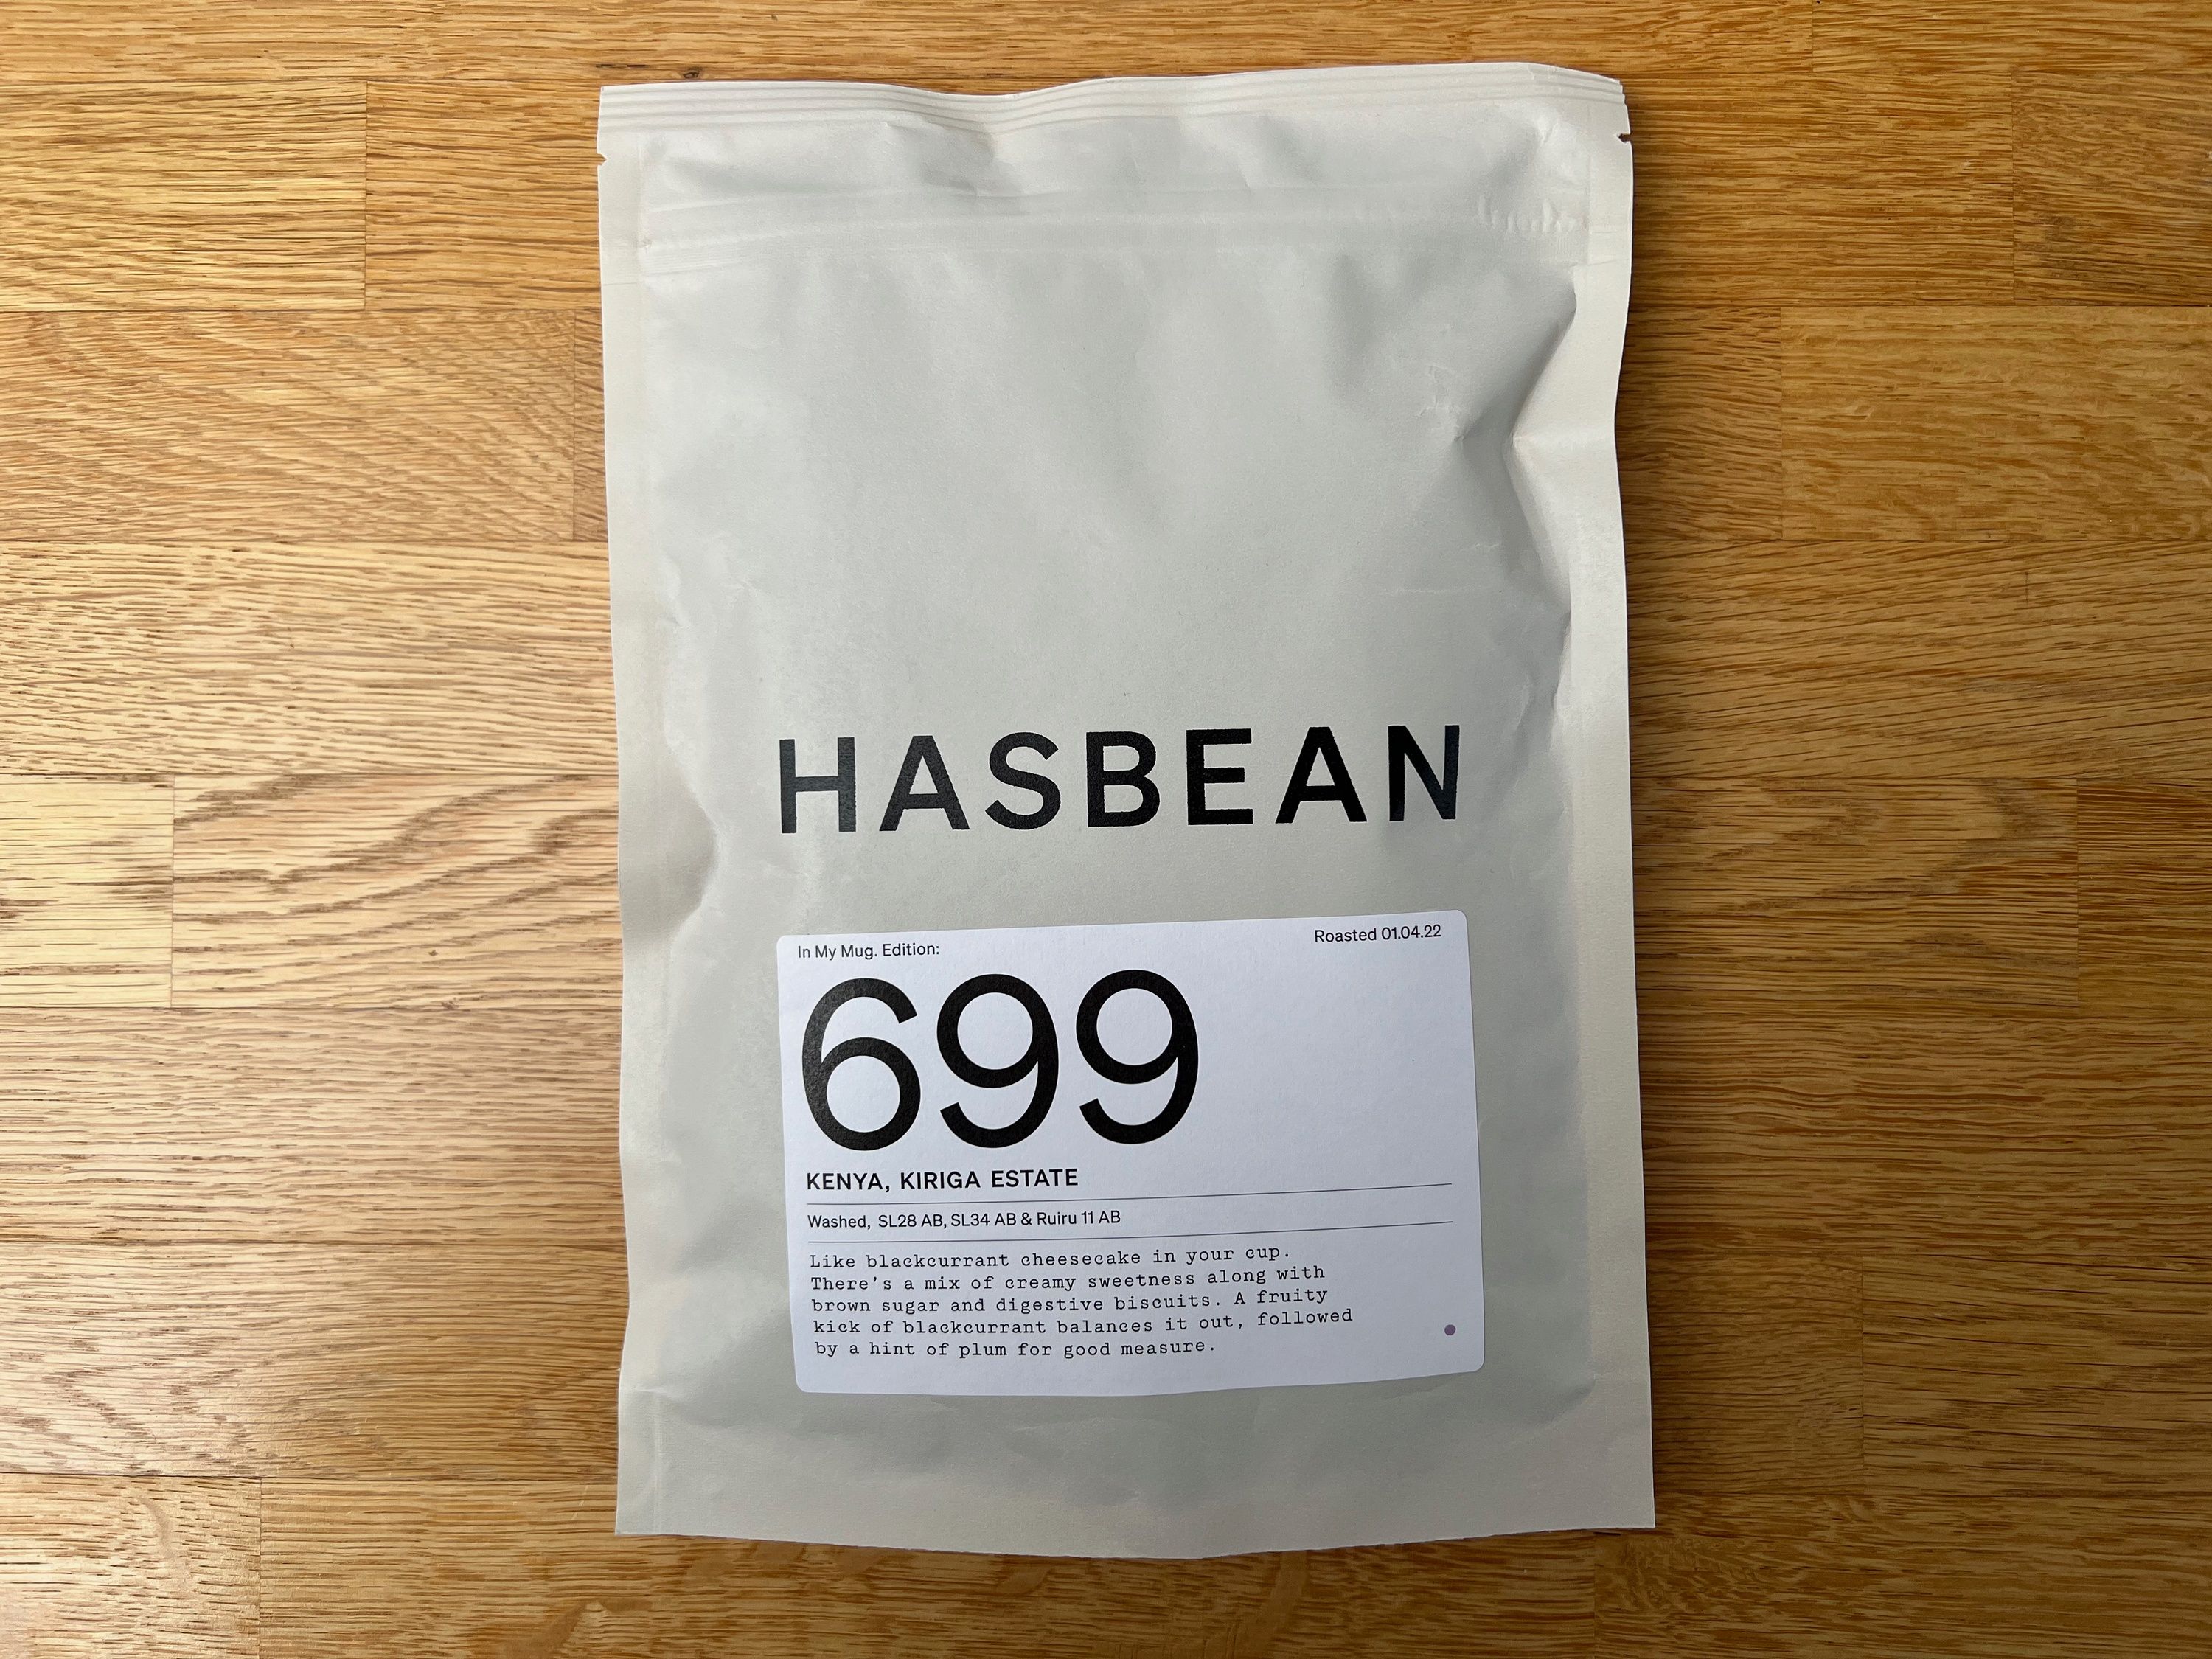 HASBEAN
In My Mug. Edition:
Roasted 01.04.22
699
KENYA, KIRIGA ESTATE
Washed, SL28 AB, SL34 AB & Ruiru 11 AB
Like blackcurrant cheesecake in your cup.
There's a mix of creamy sweetness along with
brown sugar and digestive biscuits. A fruity
kick of blackcurrant balances it out, followed
by a hint of plum for good measure.